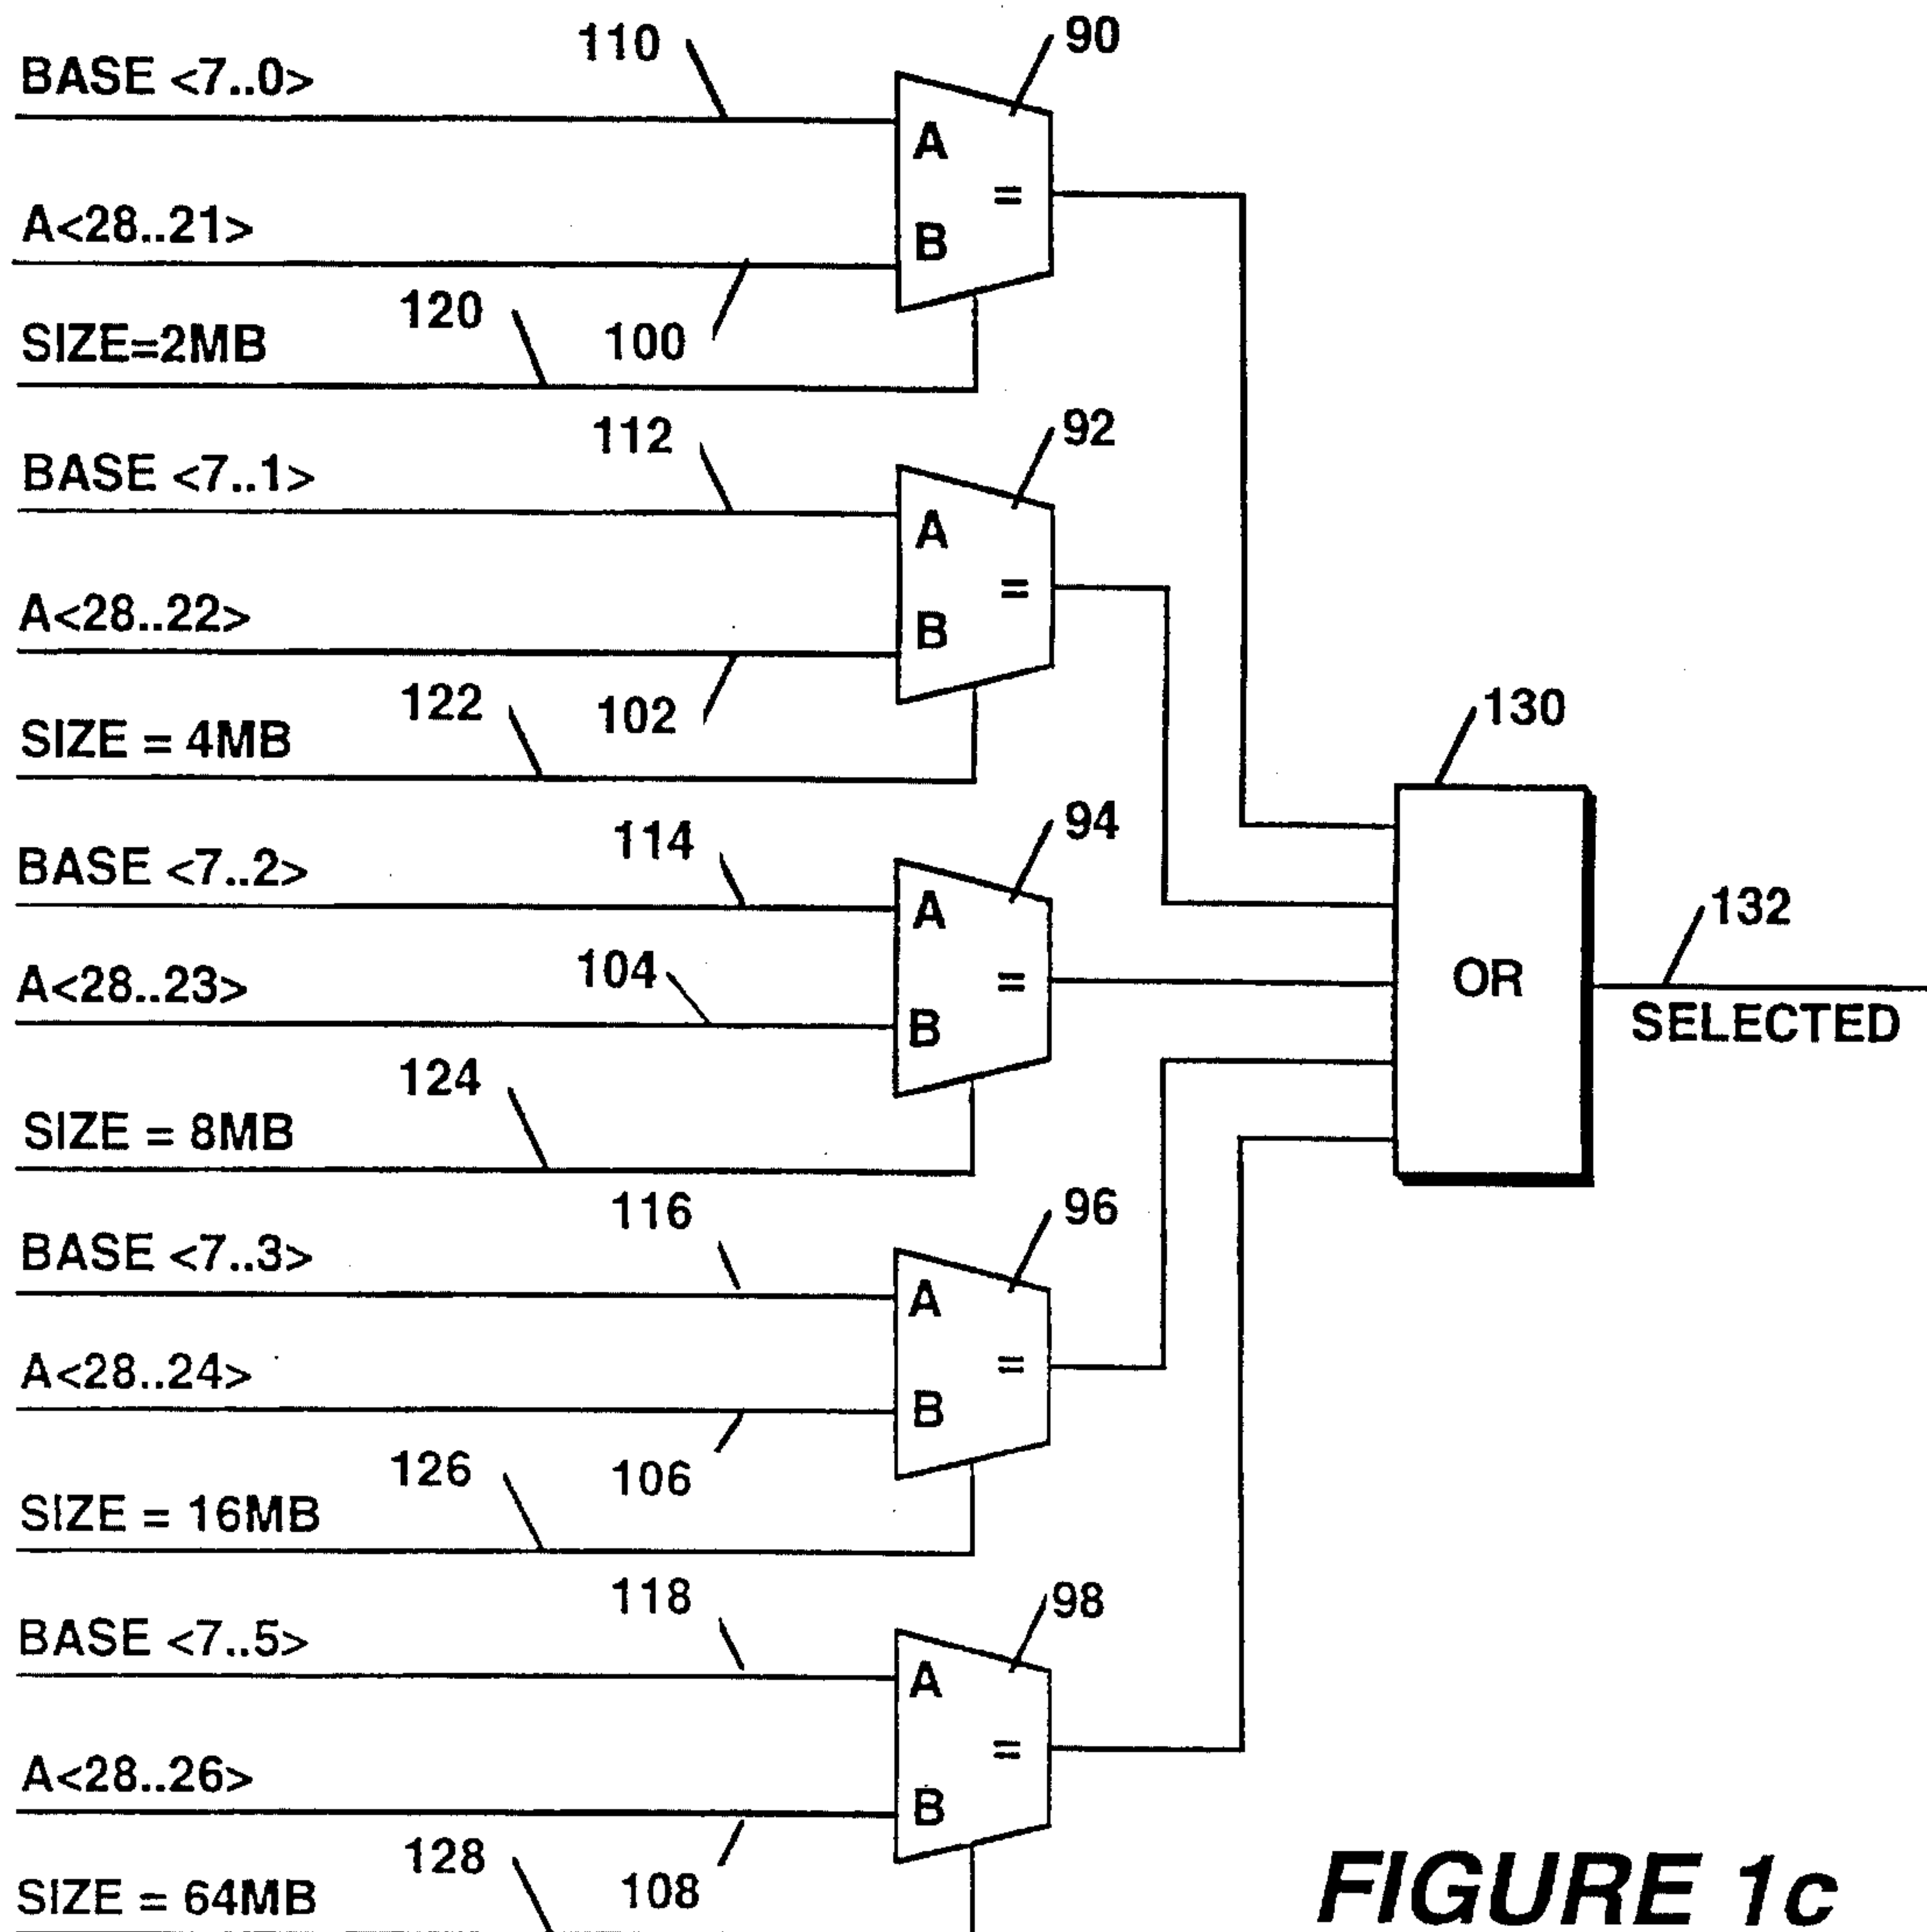 110
90
BASE <7..0>
A
=
A<28..21>
B
120
100
SIZE=2MB
112
92
BASE <7..1>
A
=
A<28..22>
B
122
102
SIZE = 4MB
130
114
94
BASE <7..2>
A
132
104
A<28..23>
=
OR
B
SELECTED
124
SIZE = 8MB
116
96
BASE <7..3>
A
=
A<28..24>
B
126
106
SIZE = 16MB
118
98
BASE <7..5>
A
=
A<28..26>
B
128
108
SIZE = 64MB
FIGURE 1c